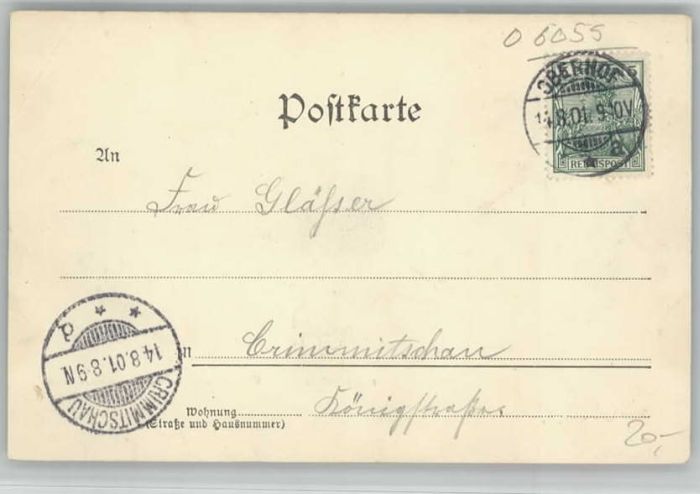 O 6055
OBERHOF
14.8.01. 9-10V.
a.
REICHSPOST
Postkarte
An
Frau Gläßer
in Crimmitschau
Königstraße
Wohnung
(Straße und Hausnummer)
CRIMMITSCHAU
14.8.01.8-9N
20,-